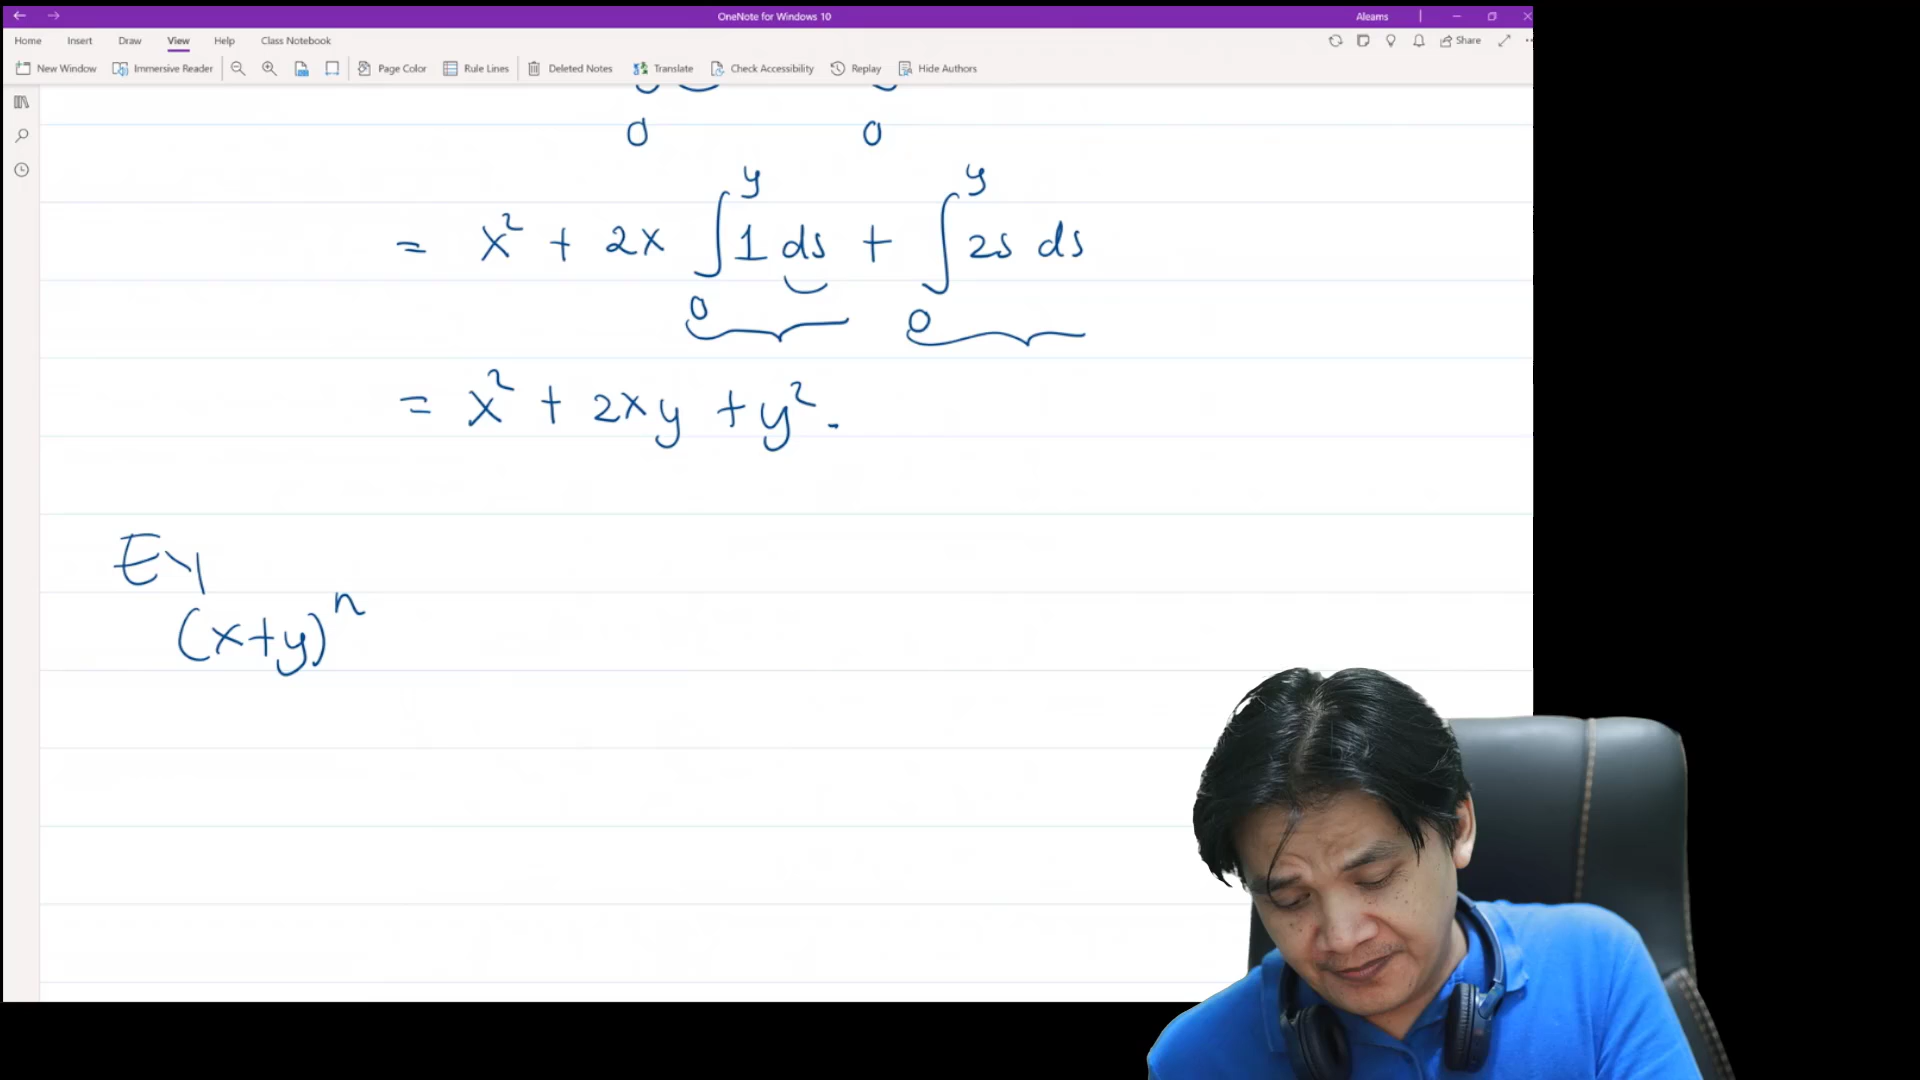 OneNote for Windows 10 Aleams
Home Insert Draw View Help Class Notebook Share
New Window Immersive Reader Page Color Rule Lines Deleted Notes Translate Check Accessibility Replay Hide Authors
0 0
= x² + 2x ∫₀^y 1 ds + ∫₀^y 2s ds
= x² + 2xy + y².
Ex
(x+y)ⁿ